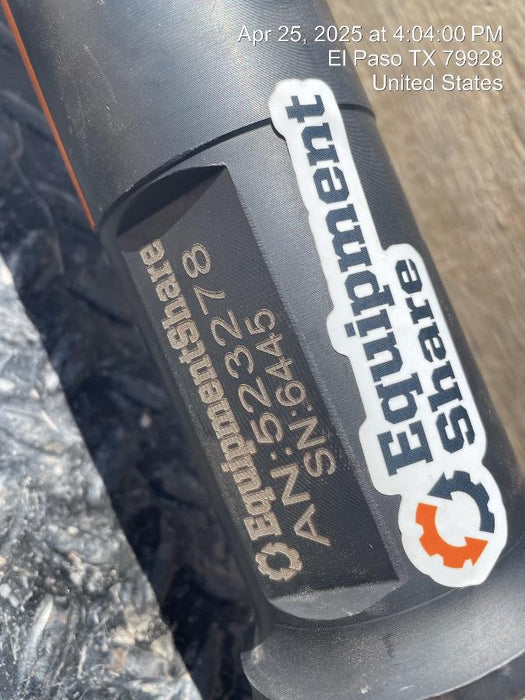 Apr 25, 2025 at 4:04:00 PM
El Paso TX 79928
United States
EquipmentShare
AN:523278
SN:6445
Equipment
Share